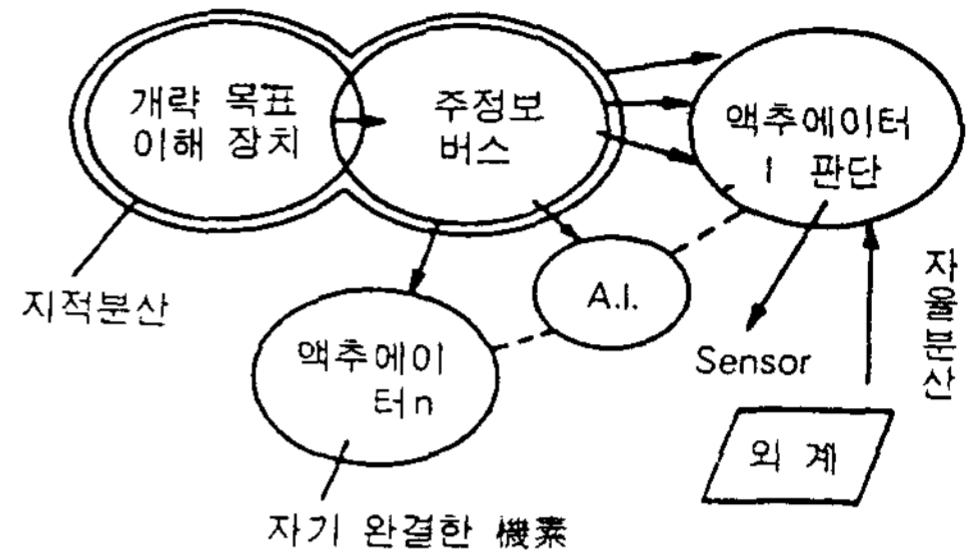 개략 목표
이해 장치
주정보
버스
액추에이터
1 판단
A.I.
지적분산
액추에이
터n
Sensor
자율분산
외 계
자기 완결한 機素